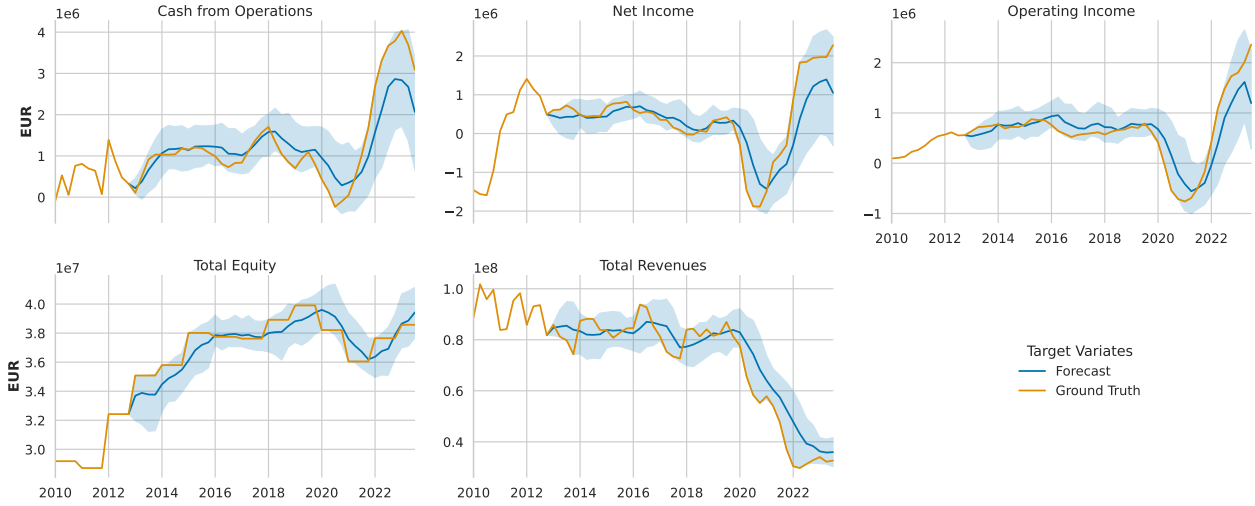 Cash from Operations
Net Income
Operating Income
1e6
1e6
EUR
4
3
2
1
0
2
1
0
−1
−2
2
1
0
−1
2010 2012 2014 2016 2018 2020 2022
Total Equity
Total Revenues
1e7
1e8
EUR
4.0
3.8
3.6
3.4
3.2
3.0
1.0
0.8
0.6
0.4
2010 2012 2014 2016 2018 2020 2022
2010 2012 2014 2016 2018 2020 2022
Target Variates
Forecast
Ground Truth